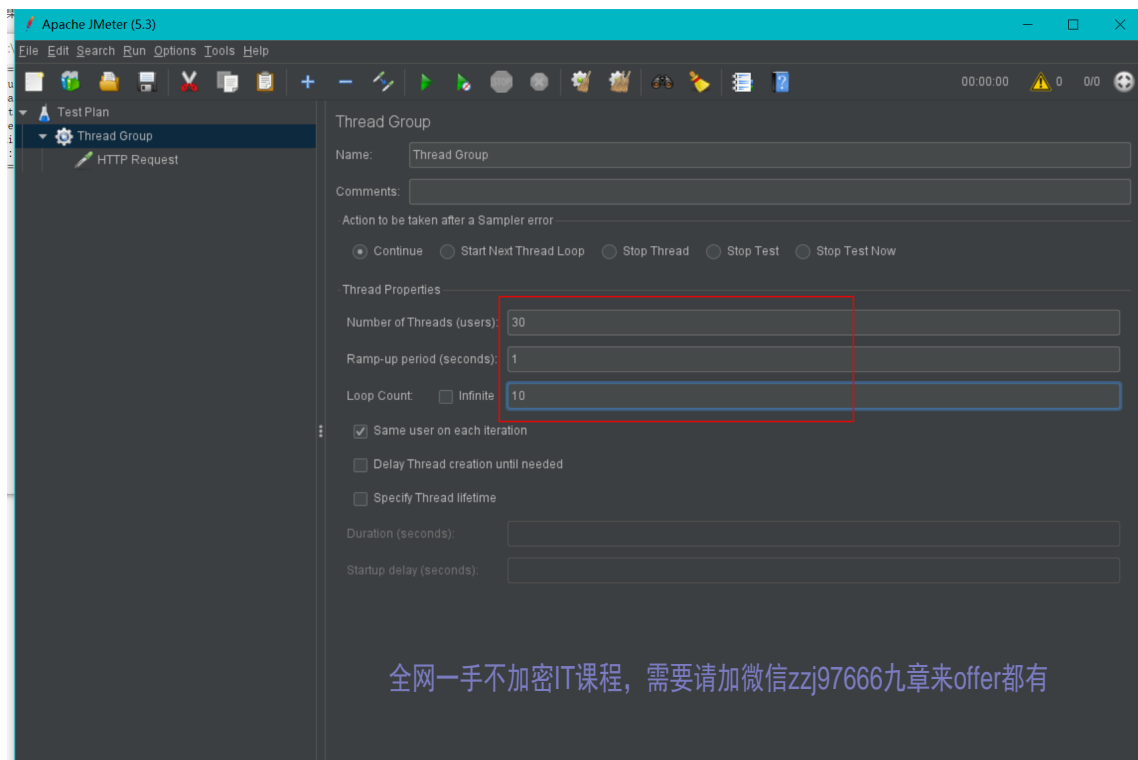 Apache JMeter (5.3)
File Edit Search Run Options Tools Help
00:00:00 0 0/0
Test Plan
Thread Group
HTTP Request
Thread Group
Name: Thread Group
Comments:
Action to be taken after a Sampler error
Continue Start Next Thread Loop Stop Thread Stop Test Stop Test Now
Thread Properties
Number of Threads (users): 30
Ramp-up period (seconds): 1
Loop Count: Infinite 10
Same user on each iteration
Delay Thread creation until needed
Specify Thread lifetime
Duration (seconds):
Startup delay (seconds):
全网一手不加密IT课程，需要请加微信zzj97666九章来offer都有